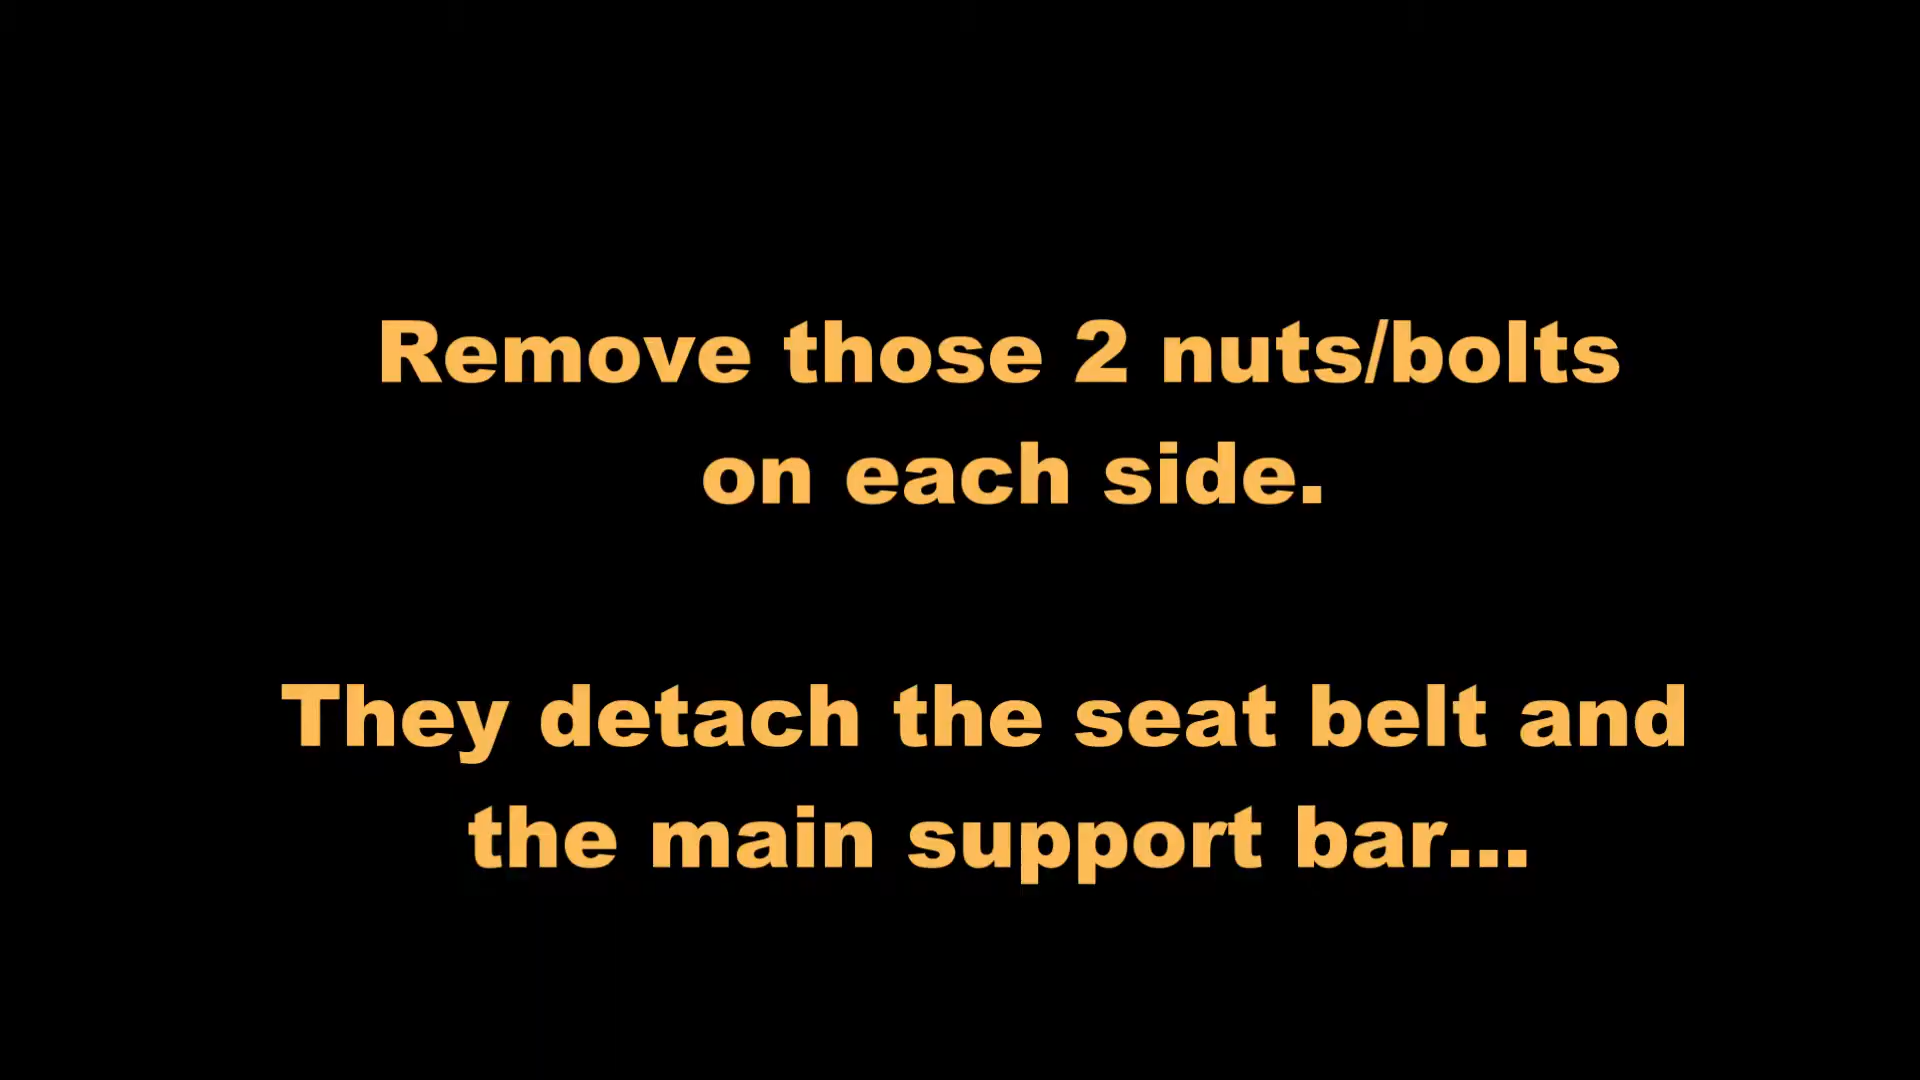 Remove those 2 nuts/bolts
on each side.
They detach the seat belt and
the main support bar...